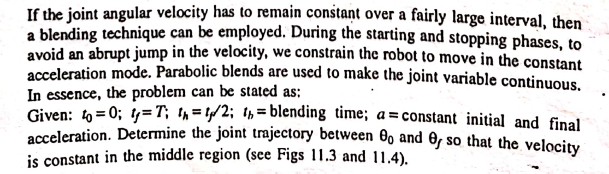 If the joint angular velocity has to remain constant over a fairly large interval, then
a blending technique can be employed. During the starting and stopping phases, to
avoid an abrupt jump in the velocity, we constrain the robot to move in the constant
acceleration mode. Parabolic blends are used to make the joint variable continuous.
In essence, the problem can be stated as:
Given: t₀ = 0; t_f = T; t_h = t_f/2; t_b = blending time; a = constant initial and final
acceleration. Determine the joint trajectory between θ₀ and θ_f so that the velocity
is constant in the middle region (see Figs 11.3 and 11.4).